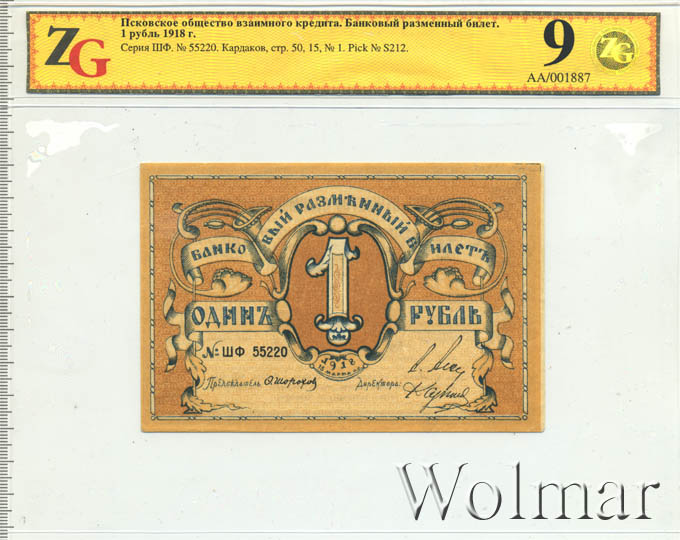 Псковское общество взаимного кредита. Банковый разменный билет.
1 рубль 1918 г.
Серия ШФ. № 55220. Кардаков, стр. 50, 15, № 1. Pick № S212.
ZG
9
ZG
AA/001887
БАНКОВЫЙ РАЗМѢННЫЙ БИЛЕТЪ
1
ОДИНЪ РУБЛЬ
№ ШФ 55220
1918
Предсѣдатель Директора:
Wolmar